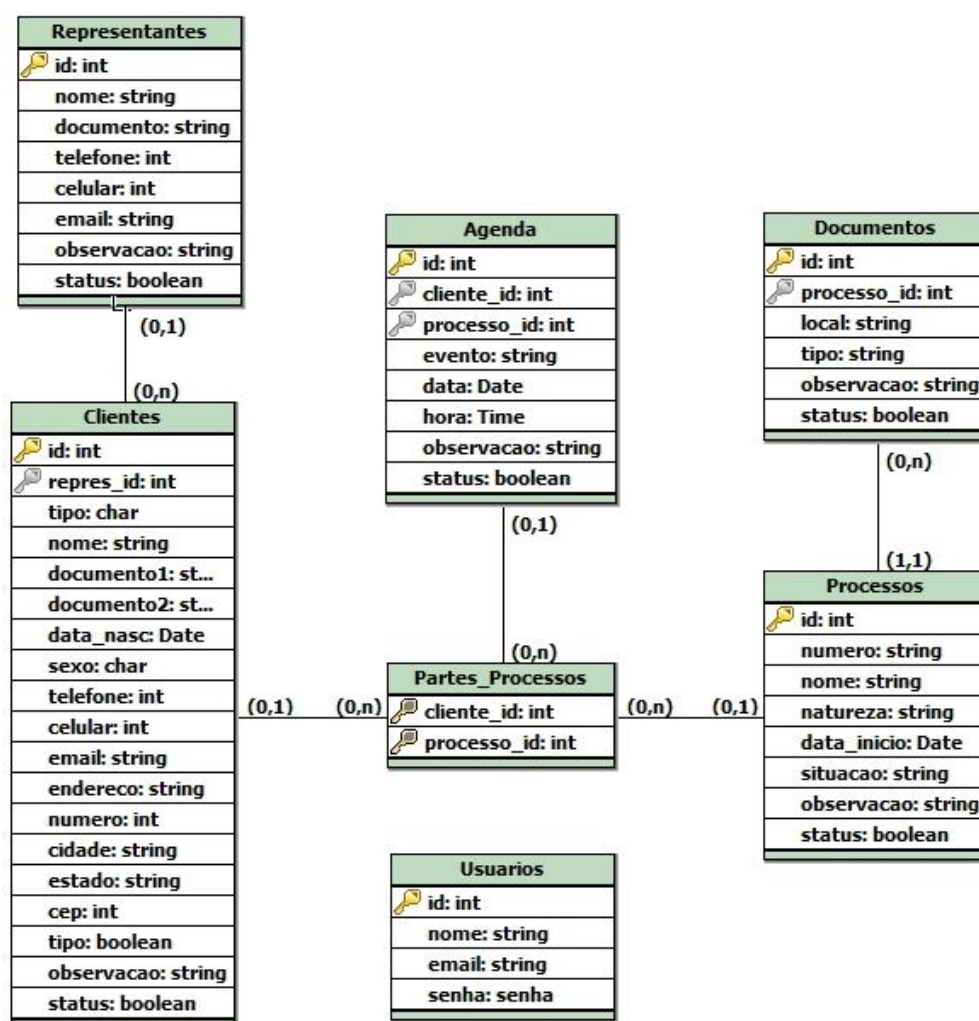 Representantes
id: int
nome: string
documento: string
telefone: int
celular: int
email: string
observacao: string
status: boolean
(0,1)
(0,n)
Clientes
id: int
repres_id: int
tipo: char
nome: string
documento1: st...
documento2: st...
data_nasc: Date
sexo: char
telefone: int
celular: int
email: string
endereco: string
numero: int
cidade: string
estado: string
cep: int
tipo: boolean
observacao: string
status: boolean
(0,1)
(0,n)
Agenda
id: int
cliente_id: int
processo_id: int
evento: string
data: Date
hora: Time
observacao: string
status: boolean
(0,1)
(0,n)
Partes_Processos
cliente_id: int
processo_id: int
(0,n)
(0,1)
Usuarios
id: int
nome: string
email: string
senha: senha
Documentos
id: int
processo_id: int
local: string
tipo: string
observacao: string
status: boolean
(0,n)
(1,1)
Processos
id: int
numero: string
nome: string
natureza: string
data_inicio: Date
situacao: string
observacao: string
status: boolean